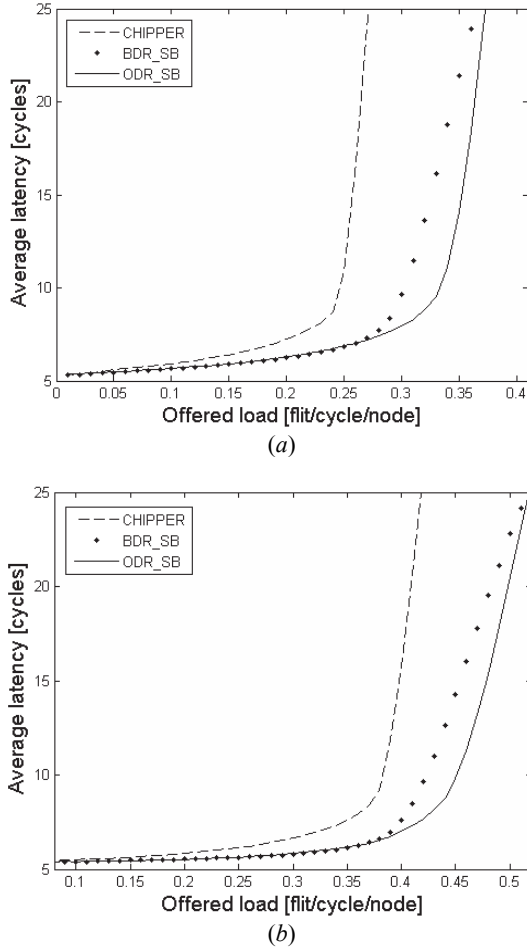 25
20
15
10
5
Average latency [cycles]
CHIPPER
BDR_SB
ODR_SB
0 0.05 0.1 0.15 0.2 0.25 0.3 0.35 0.4
Offered load [flit/cycle/node]
(a)
25
20
15
10
5
Average latency [cycles]
CHIPPER
BDR_SB
ODR_SB
0.1 0.15 0.2 0.25 0.3 0.35 0.4 0.45 0.5
Offered load [flit/cycle/node]
(b)